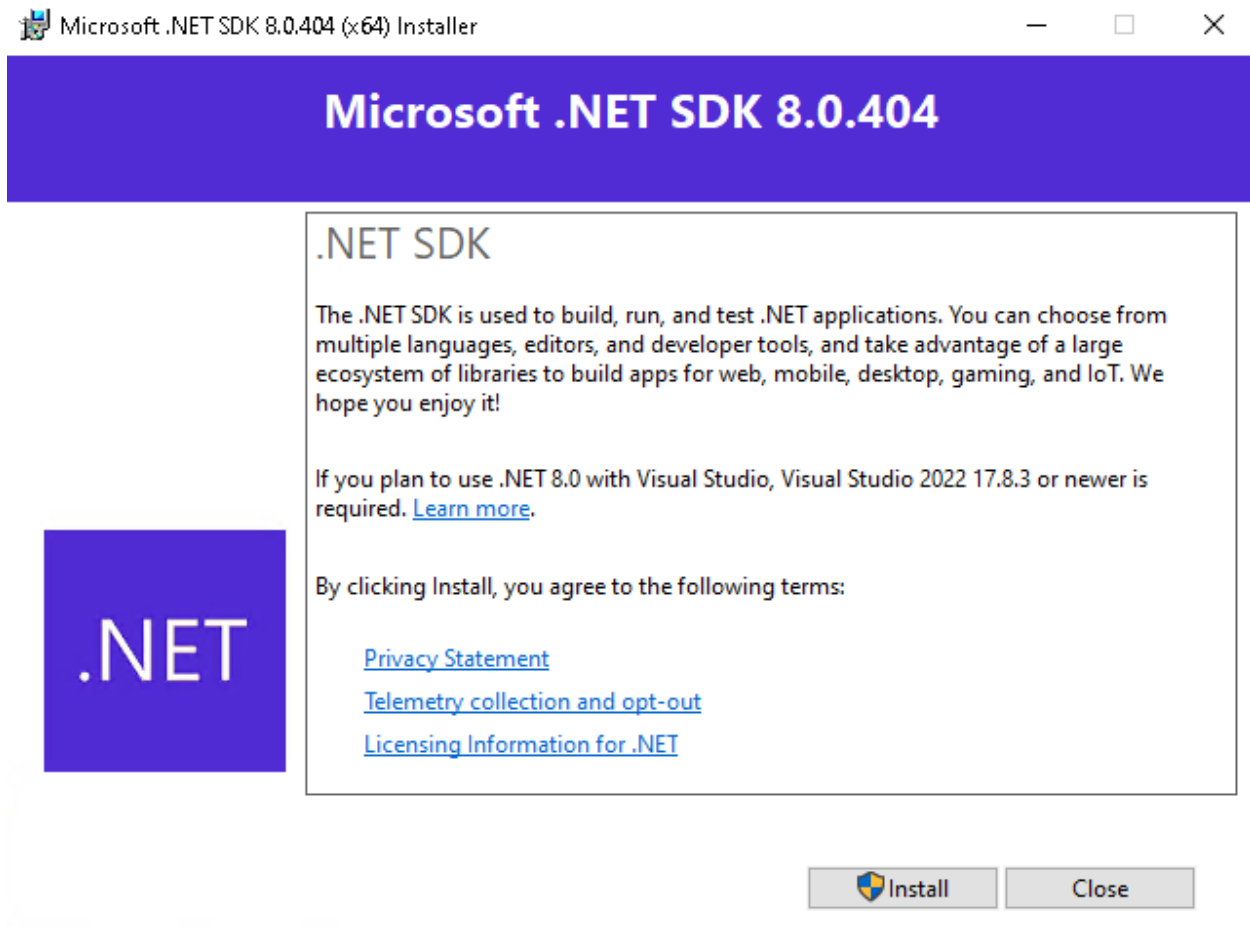 Microsoft .NET SDK 8.0.404 (x64) Installer
Microsoft .NET SDK 8.0.404
.NET SDK
The .NET SDK is used to build, run, and test .NET applications. You can choose from
multiple languages, editors, and developer tools, and take advantage of a large
ecosystem of libraries to build apps for web, mobile, desktop, gaming, and IoT. We
hope you enjoy it!
If you plan to use .NET 8.0 with Visual Studio, Visual Studio 2022 17.8.3 or newer is
required. Learn more.
By clicking Install, you agree to the following terms:
Privacy Statement
Telemetry collection and opt-out
Licensing Information for .NET
.NET
Install
Close